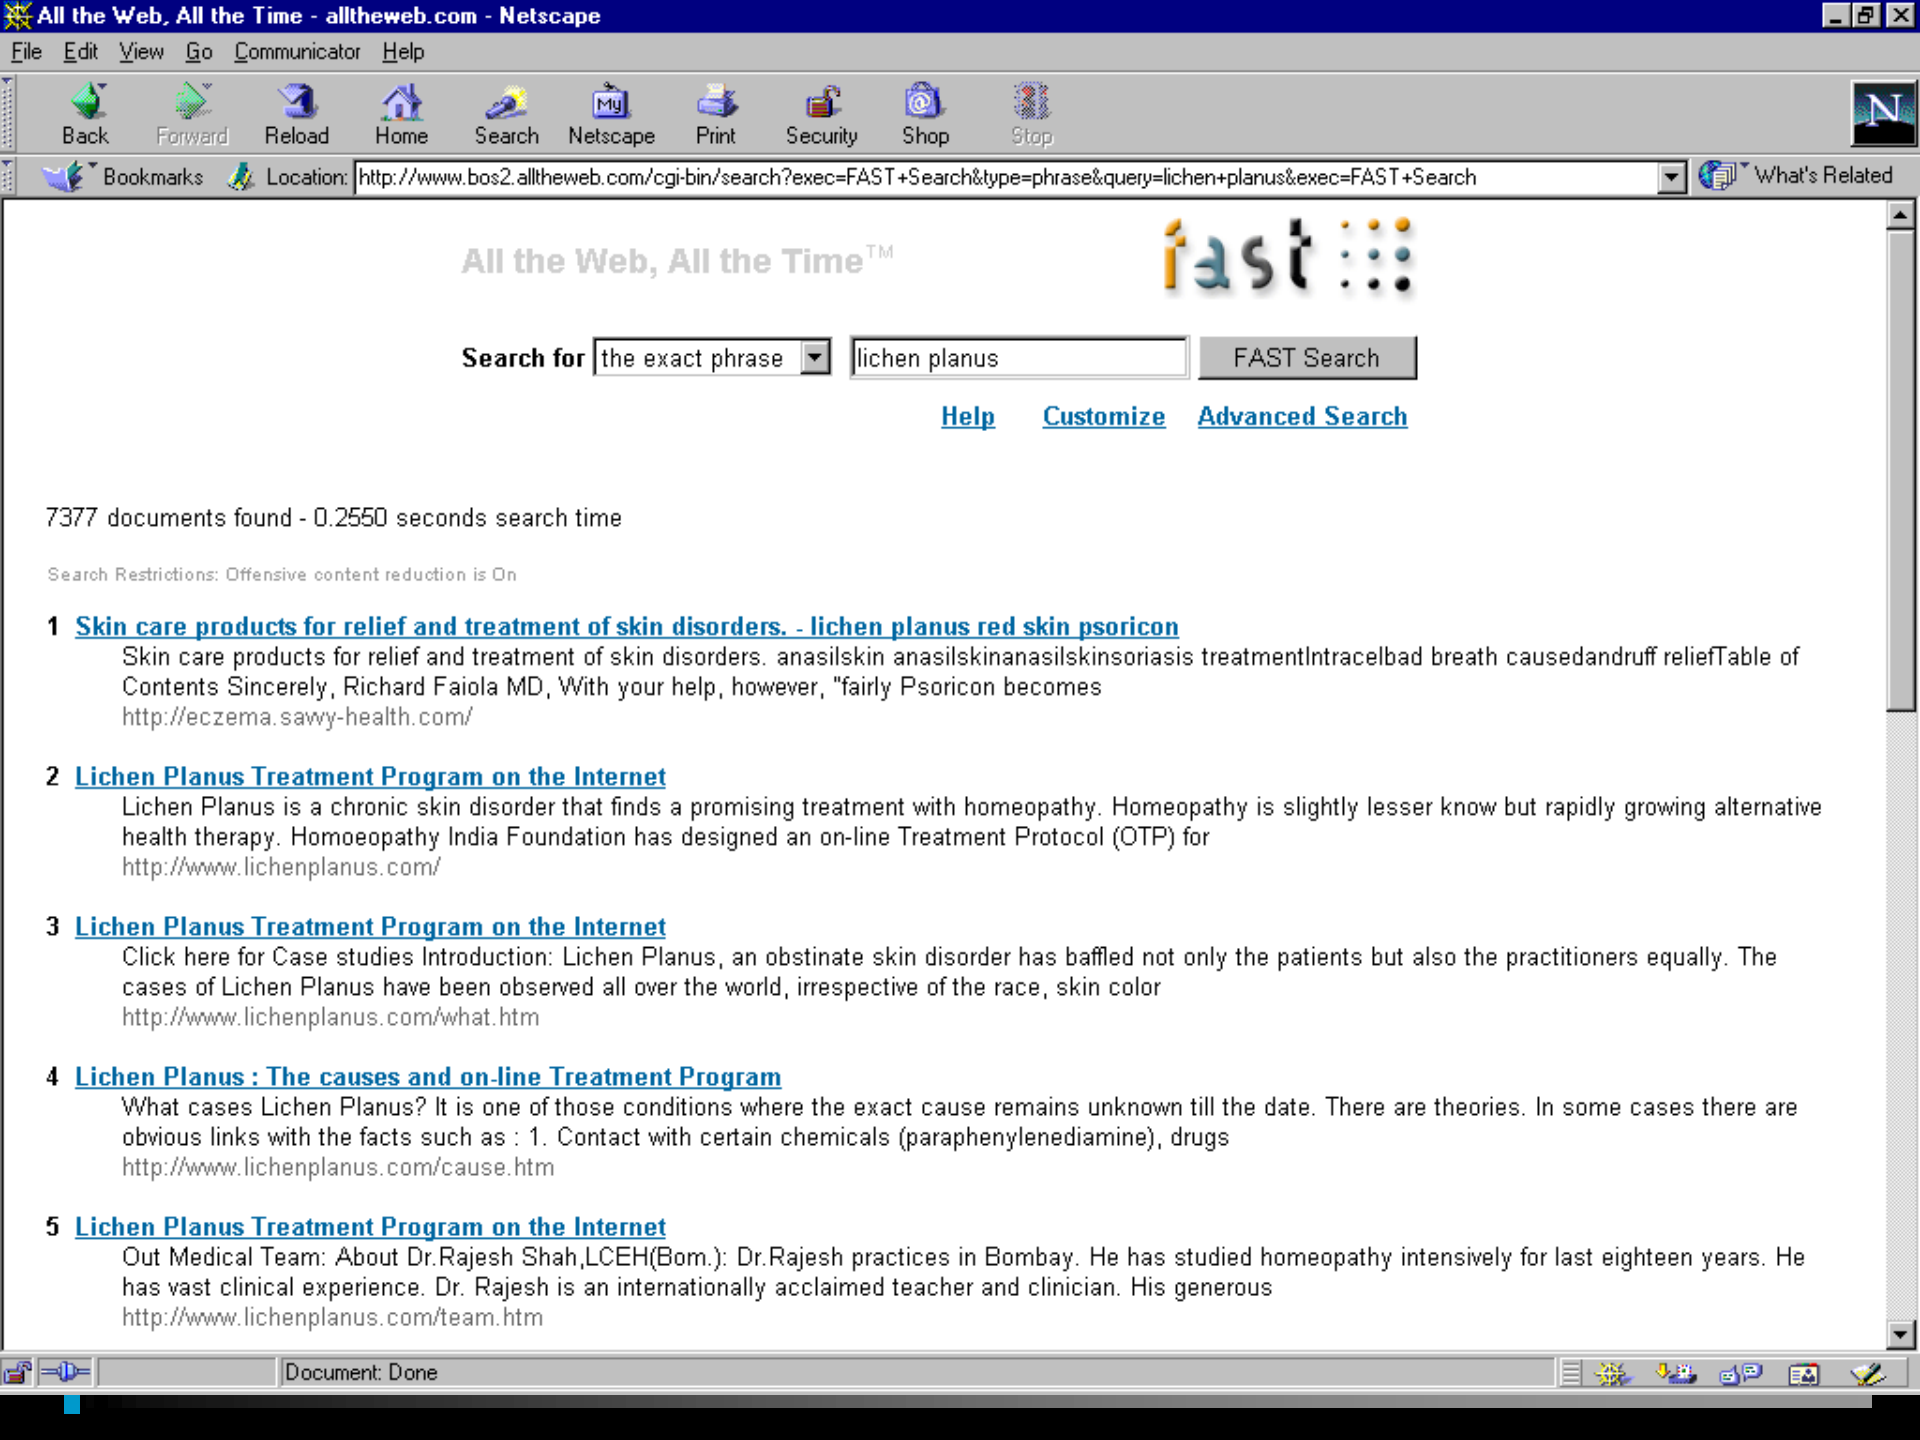 All the Web, All the Time - alltheweb.com - Netscape
File Edit View Go Communicator Help
Back Forward Reload Home Search Netscape Print Security Shop Stop
My
N
Bookmarks Location: http://www.bos2.alltheweb.com/cgi-bin/search?exec=FAST+Search&type=phrase&query=lichen+planus&exec=FAST+Search What's Related
All the Web, All the Time™ fast
Search for the exact phrase lichen planus FAST Search
Help Customize Advanced Search
7377 documents found - 0.2550 seconds search time
Search Restrictions: Offensive content reduction is On
1 Skin care products for relief and treatment of skin disorders. - lichen planus red skin psoricon
Skin care products for relief and treatment of skin disorders. anasilskin anasilskinanasilskinsoriasis treatmentIntracelbad breath causedandruff reliefTable of
Contents Sincerely, Richard Faiola MD, With your help, however, "fairly Psoricon becomes
http://eczema.savvy-health.com/
2 Lichen Planus Treatment Program on the Internet
Lichen Planus is a chronic skin disorder that finds a promising treatment with homeopathy. Homeopathy is slightly lesser know but rapidly growing alternative
health therapy. Homoeopathy India Foundation has designed an on-line Treatment Protocol (OTP) for
http://www.lichenplanus.com/
3 Lichen Planus Treatment Program on the Internet
Click here for Case studies Introduction: Lichen Planus, an obstinate skin disorder has baffled not only the patients but also the practitioners equally. The
cases of Lichen Planus have been observed all over the world, irrespective of the race, skin color
http://www.lichenplanus.com/what.htm
4 Lichen Planus : The causes and on-line Treatment Program
What cases Lichen Planus? It is one of those conditions where the exact cause remains unknown till the date. There are theories. In some cases there are
obvious links with the facts such as : 1. Contact with certain chemicals (paraphenylenediamine), drugs
http://www.lichenplanus.com/cause.htm
5 Lichen Planus Treatment Program on the Internet
Out Medical Team: About Dr.Rajesh Shah,LCEH(Bom.): Dr.Rajesh practices in Bombay. He has studied homeopathy intensively for last eighteen years. He
has vast clinical experience. Dr. Rajesh is an internationally acclaimed teacher and clinician. His generous
http://www.lichenplanus.com/team.htm
Document: Done